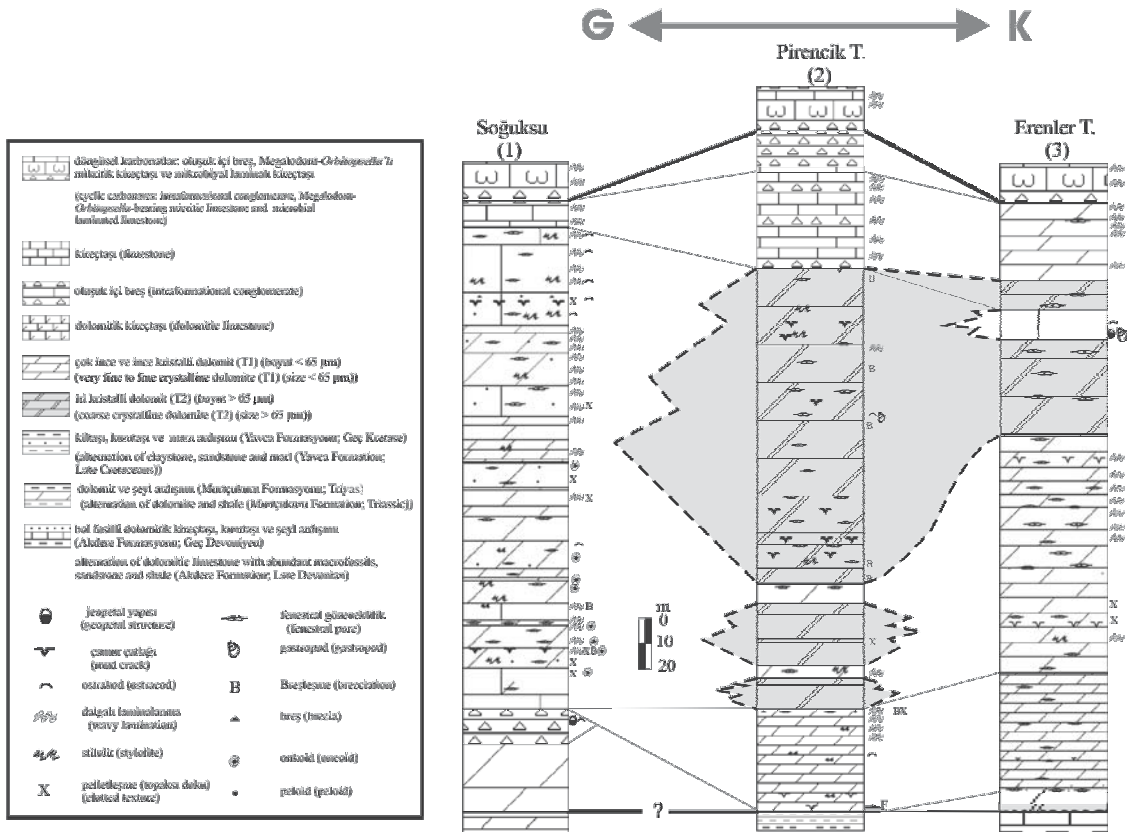 G K
Pirencik T.
(2)
Soğuksu
(1)
Erenler T.
(3)
döngüsel karbonatlar: oluşuk içi breş, Megalodont-Orbitopsella'lı
mikritik kireçtaşı ve mikrobiyal laminalı kireçtaşı
(cyclic carbonates: intraformational conglomerate, Megalodont-
Orbitopsella-bearing micritic limestone and microbial
laminated limestone)
kireçtaşı (limestone)
oluşuk içi breş (intraformational conglomerate)
dolomitik kireçtaşı (dolomitic limestone)
çok ince ve ince kristalli dolomit (T1) (boyut < 65 µm)
(very fine to fine crystalline dolomite (T1) (size < 65 µm))
iri kristalli dolomit (T2) (boyut > 65 µm)
(coarse crystalline dolomite (T2) (size > 65 µm))
kiltaşı, kumtaşı ve marn ardışımı (Yavca Formasyonu; Geç Kretase)
(alternation of claystone, sandstone and marl (Yavca Formation;
Late Cretaceous))
dolomit ve şeyl ardışımı (Murtçukuru Formasyonu; Triyas)
(alternation of dolomite and shale (Murtçukuru Formation; Triassic))
bol fosilli dolomitik kireçtaşı, kumtaşı ve şeyl ardışımı
(Akdere Formasyonu; Geç Devoniyen)
alternation of dolomitic limestone with abundant macrofossils,
sandstone and shale (Akdere Formation; Late Devonian)
jeopetal yapısı
(geopetal structure)
fenestral gözeneklilik
(fenestral pore)
çamur çatlağı
(mud crack)
gastropod (gastropod)
ostrakod (ostracod)
B Breşleşme (brecciation)
dalgalı laminalanma
(wavy lamination)
breş (breccia)
stilolit (stylolite)
onkoid (oncoid)
X pelletleşme (topaksı doku)
(clotted texture)
peloid (peloid)
m
0
10
20
X
X
X
X
B
X B
X
X
B
B
B
B
B
X
BX
F
X
X
?